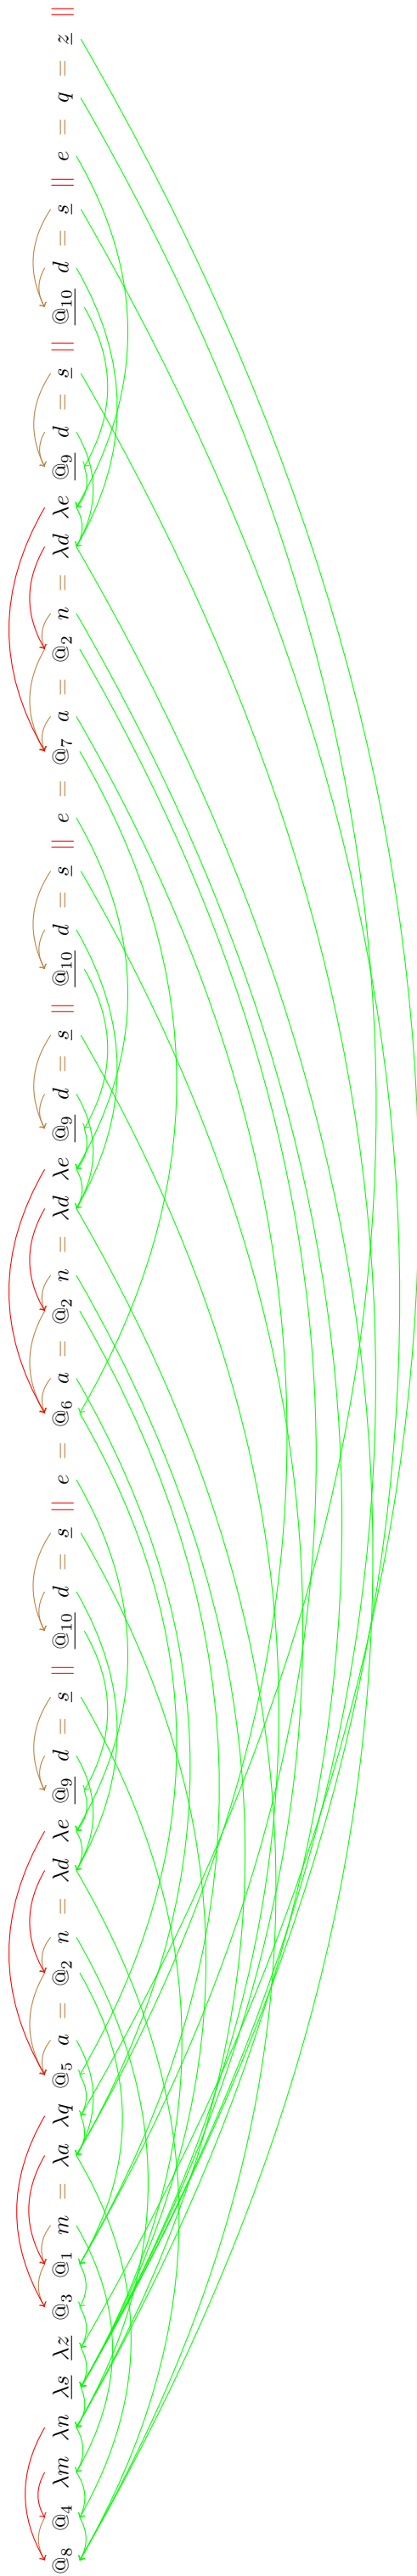 @₈ @₄ λm λn λs λz @₃ @₁ m = λa λq @₅ a = @₂ n = λd λe @₉ d = s || @₁₀ d = s || e = @₆ a = @₂ n = λd λe @₉ d = s || @₁₀ d = s || e = @₇ a = @₂ n = λd λe @₉ d = s || @₁₀ d = s || e = q = z ||